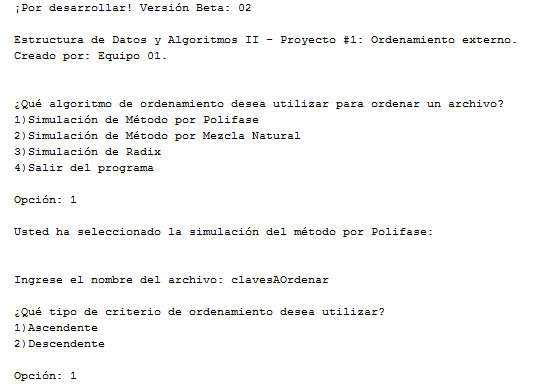 ¡Por desarrollar! Versión Beta: 02
Estructura de Datos y Algoritmos II - Proyecto #1: Ordenamiento externo.
Creado por: Equipo 01.
¿Qué algoritmo de ordenamiento desea utilizar para ordenar un archivo?
1)Simulación de Método por Polifase
2)Simulación de Método por Mezcla Natural
3)Simulación de Radix
4)Salir del programa
Opción: 1
Usted ha seleccionado la simulación del método por Polifase:
Ingrese el nombre del archivo: clavesAOrdenar
¿Qué tipo de criterio de ordenamiento desea utilizar?
1)Ascendente
2)Descendente
Opción: 1